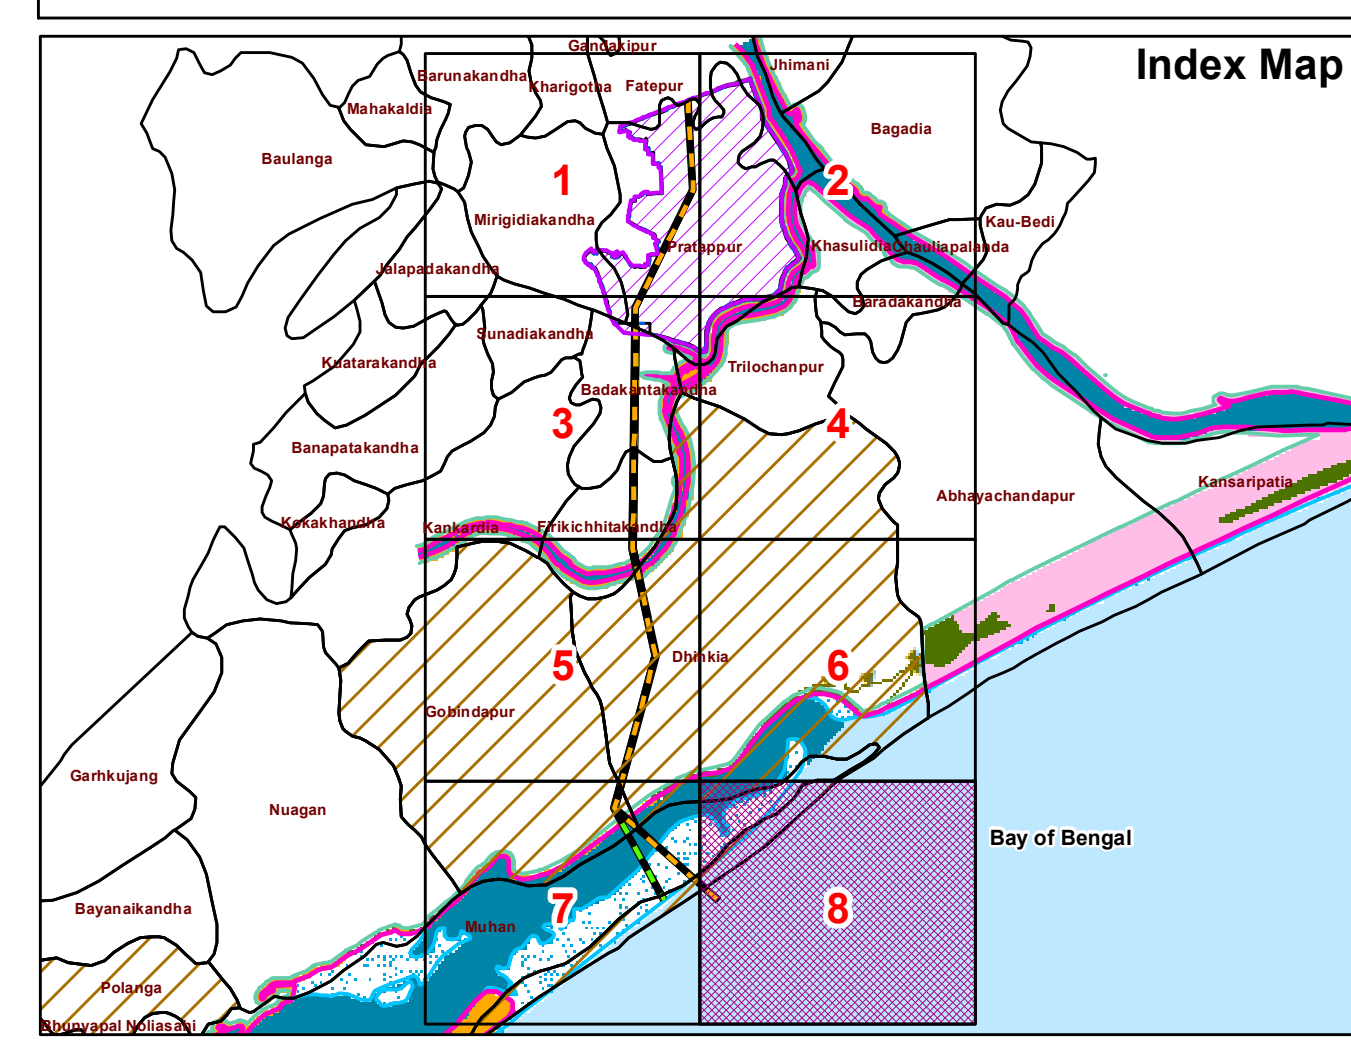 Index Map
Gandakipur
Jhimani
Barunakandha
Kharigotha
Fatepur
Mahakaldia
Bagadia
Baulanga
1
2
Mirigidiakandha
Kau-Bedi
Pratappur
Khasulidia
Chauliapalanda
Jalapadakandha
Baradakandha
Sunadiakandha
Kuatarakandha
Trilochanpur
Badakantakandha
3
4
Banapatakandha
Kansaripatia
Abhayachandapur
Kokakhandha
Kankardia
Firikichhitakandha
Dhinkia
5
6
Gobindapur
Garhkujang
Nuagan
Bay of Bengal
Bayanaikandha
7
8
Muhan
Polanga
Bhunyapal Noliasahi